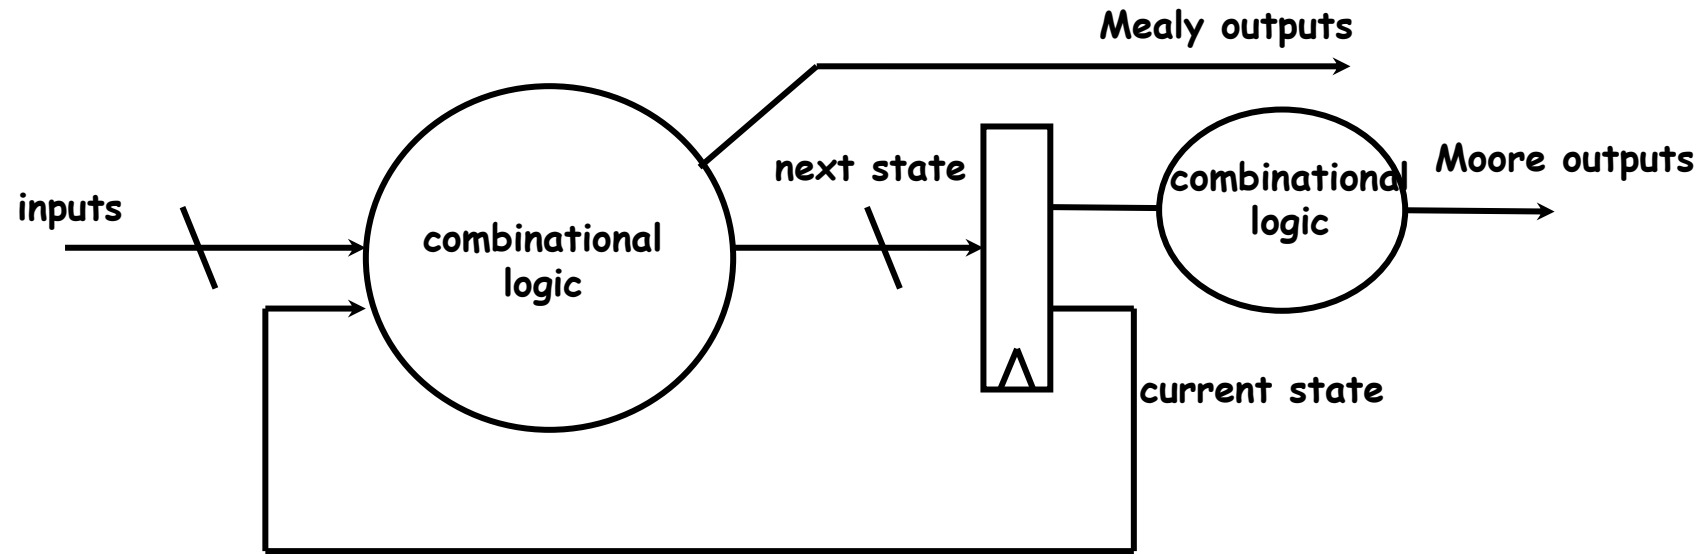 Mealy outputs
next state
combinational
logic
Moore outputs
inputs
combinational
logic
current state